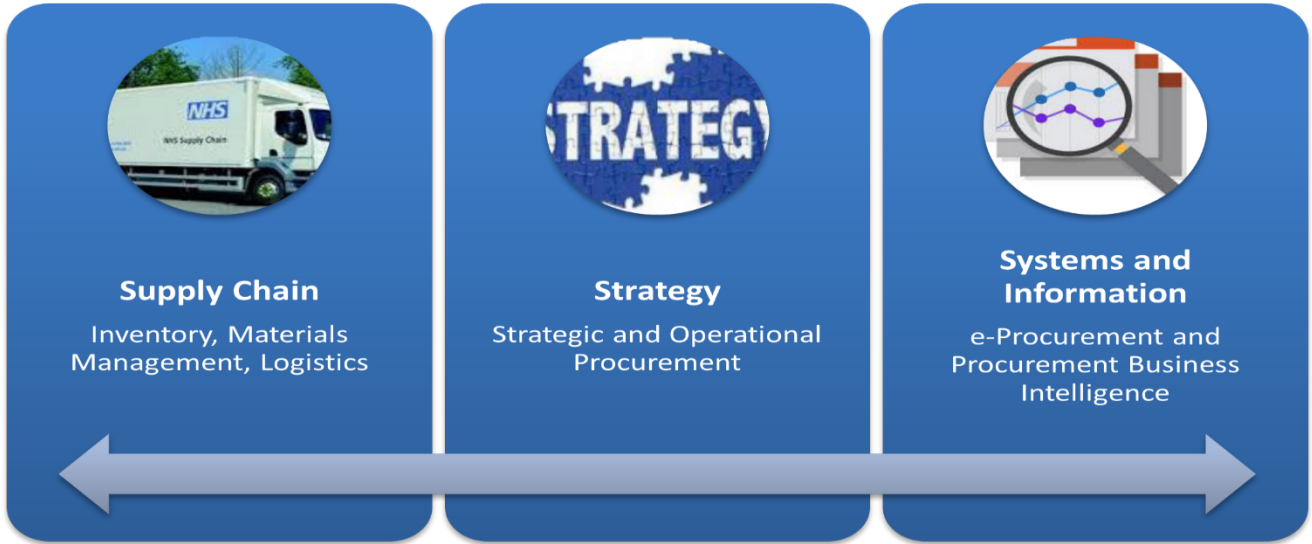 NHS
NHS Supply Chain
STRATEGY
Supply Chain
Inventory, Materials
Management, Logistics
Strategy
Strategic and Operational
Procurement
Systems and
Information
e-Procurement and
Procurement Business
Intelligence